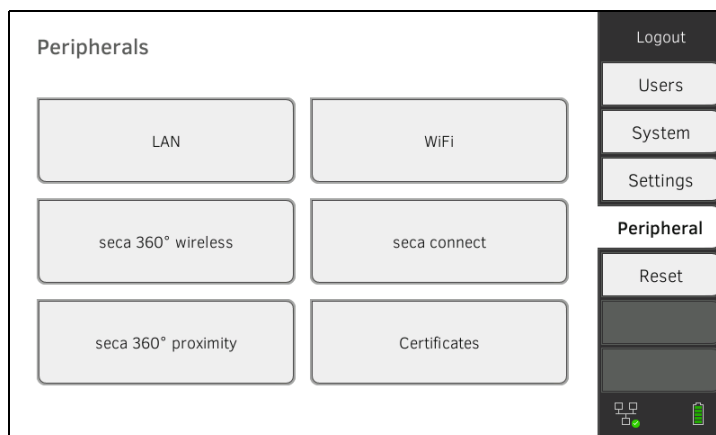 Peripherals
LAN
WiFi
seca 360° wireless
seca connect
seca 360° proximity
Certificates
Logout
Users
System
Settings
Peripheral
Reset